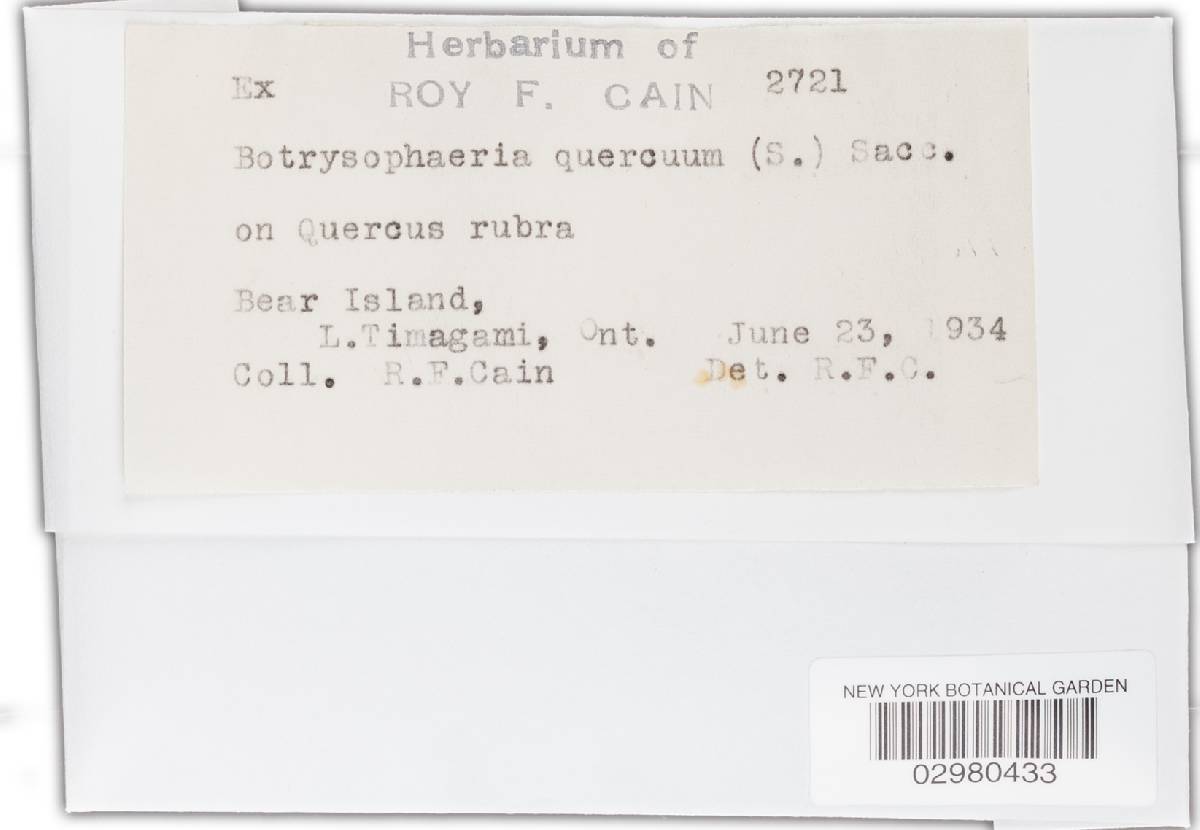 Herbarium of
Ex ROY F. CAIN 2721
Botrysophaeria quercuum (S.) Sacc.
on Quercus rubra
Bear Island,
L.Timagami, Ont. June 23, 1934
Coll. R.F.Cain Det. R.F.C.
NEW YORK BOTANICAL GARDEN
02980433